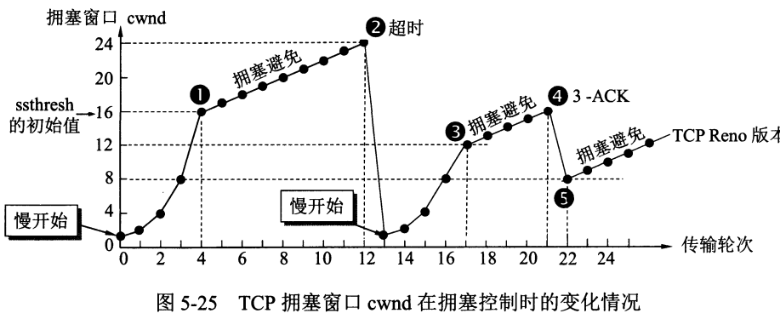 拥塞窗口 cwnd
❷超时
24
拥塞避免
20
❶
❹ 3 -ACK
ssthresh
的初始值
16
❸
拥塞避免
TCP Reno 版本
12
拥塞避免
8
❺
慢开始
慢开始
4
0
0 2 4 6 8 10 12 14 16 18 20 22 24
传输轮次
图 5-25 TCP 拥塞窗口 cwnd 在拥塞控制时的变化情况